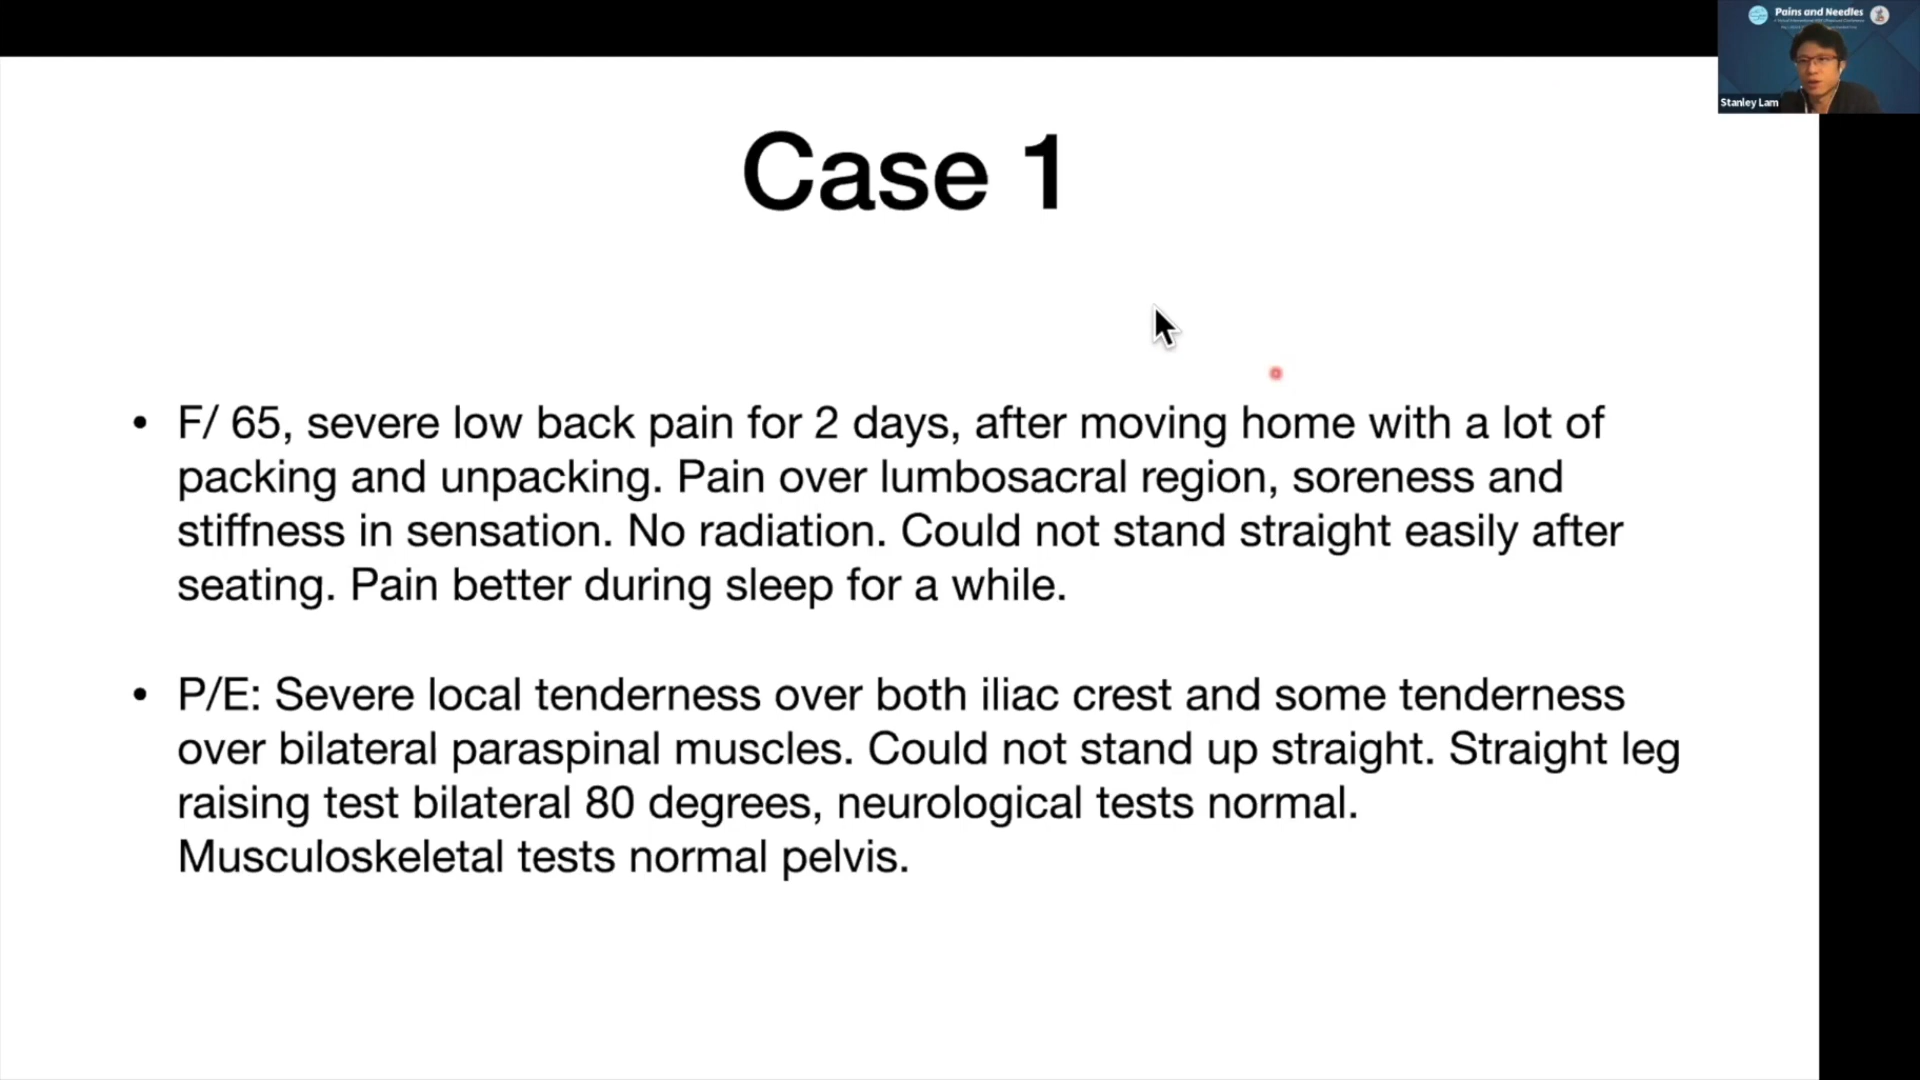 Pains and Needles
Stanley Lam
Case 1
• F/ 65, severe low back pain for 2 days, after moving home with a lot of
packing and unpacking. Pain over lumbosacral region, soreness and
stiffness in sensation. No radiation. Could not stand straight easily after
seating. Pain better during sleep for a while.
• P/E: Severe local tenderness over both iliac crest and some tenderness
over bilateral paraspinal muscles. Could not stand up straight. Straight leg
raising test bilateral 80 degrees, neurological tests normal.
Musculoskeletal tests normal pelvis.